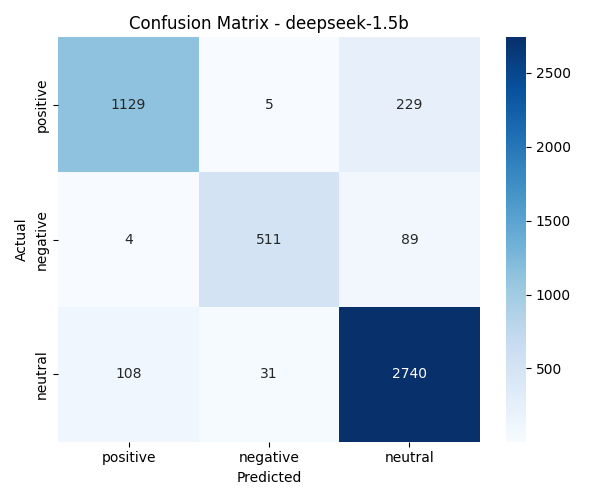 Confusion Matrix - deepseek-1.5b
positive
1129 5 229
negative
4 511 89
neutral
108 31 2740
positive negative neutral
Predicted
Actual
2500
2000
1500
1000
500